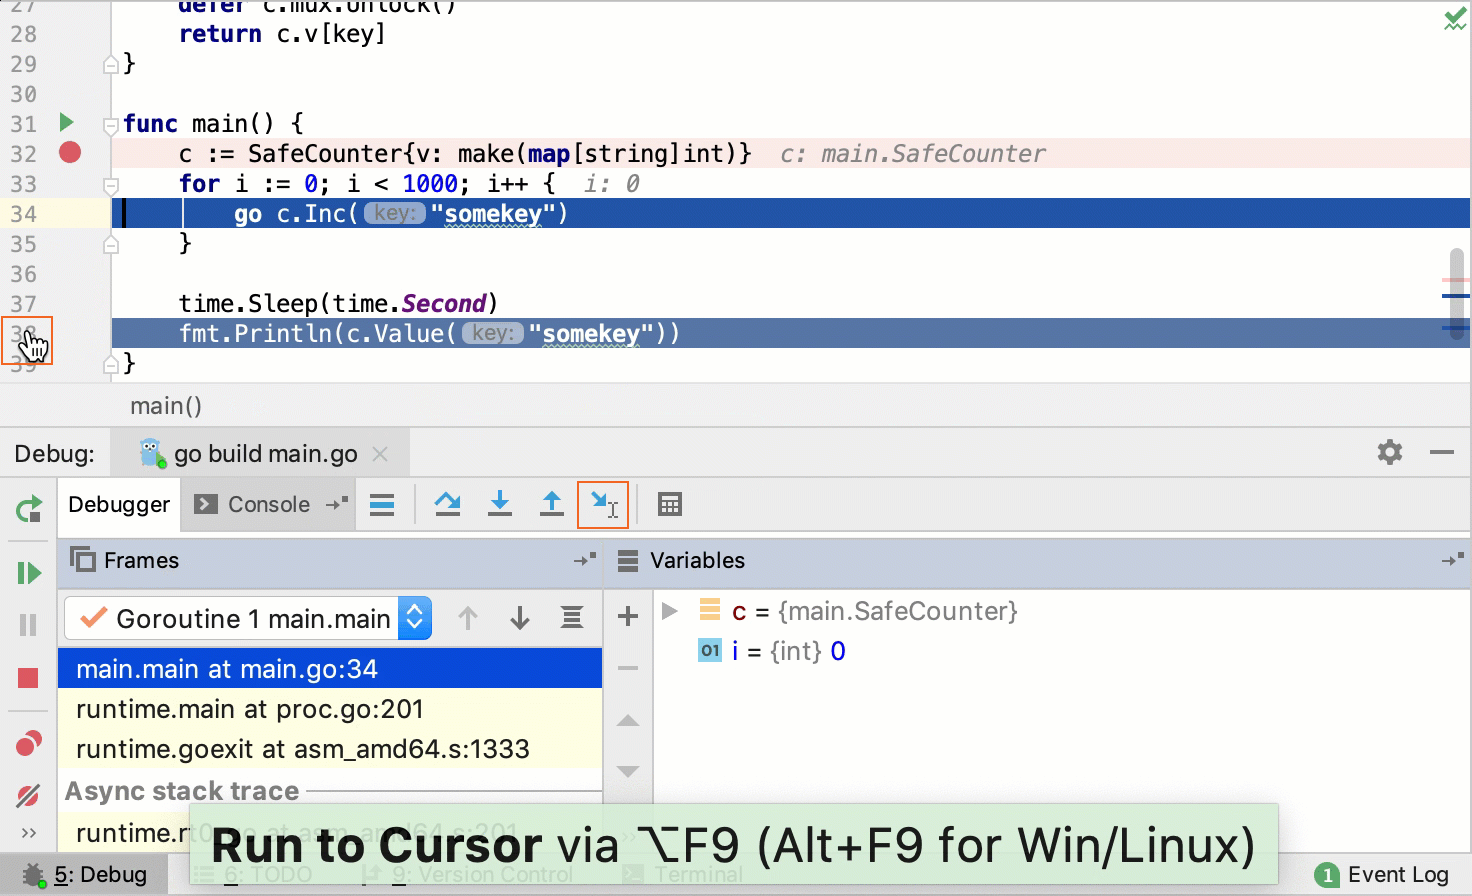 27 defer c.mux.Unlock()
28 return c.v[key]
29 }
30
31 func main() {
32 c := SafeCounter{v: make(map[string]int)} c: main.SafeCounter
33 for i := 0; i < 1000; i++ { i: 0
34 go c.Inc( key: "somekey")
35 }
36
37 time.Sleep(time.Second)
38 fmt.Println(c.Value( key: "somekey"))
39 }
main()
Debug: go build main.go
Debugger Console
Frames
Variables
Goroutine 1 main.main
c = {main.SafeCounter}
01 i = {int} 0
main.main at main.go:34
runtime.main at proc.go:201
runtime.goexit at asm_amd64.s:1333
Async stack trace
runtime.rt0_go at asm_amd64.s:201
Run to Cursor via ⌥F9 (Alt+F9 for Win/Linux)
5: Debug 6: TODO 9: Version Control Terminal 1 Event Log